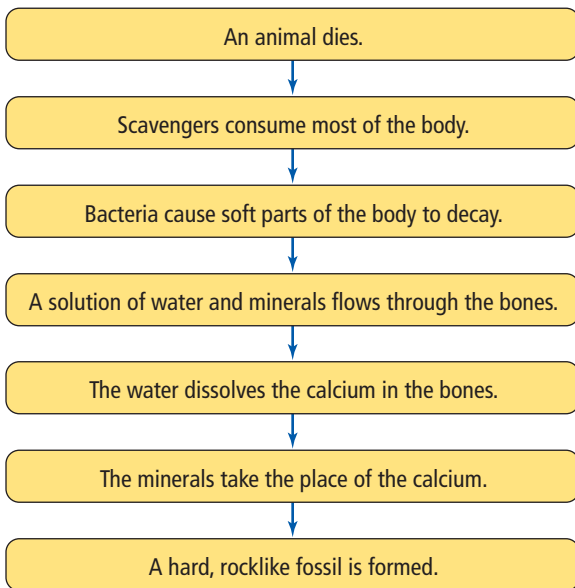 An animal dies.
Scavengers consume most of the body.
Bacteria cause soft parts of the body to decay.
A solution of water and minerals flows through the bones.
The water dissolves the calcium in the bones.
The minerals take the place of the calcium.
A hard, rocklike fossil is formed.